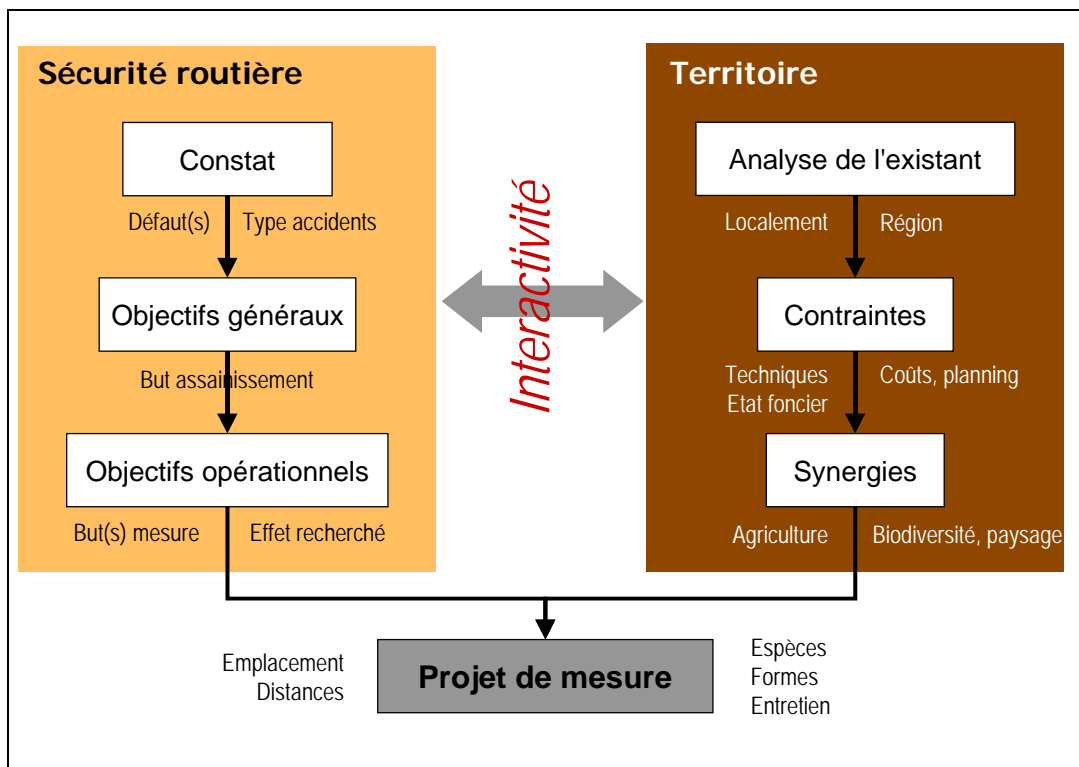 Sécurité routière
Constat
Défaut(s) Type accidents
Objectifs généraux
But assainissement
Objectifs opérationnels
But(s) mesure Effet recherché
Interactivité
Territoire
Analyse de l'existant
Localement Région
Contraintes
Techniques Coûts, planning
Etat foncier
Synergies
Agriculture Biodiversité, paysage
Emplacement
Distances
Projet de mesure
Espèces
Formes
Entretien